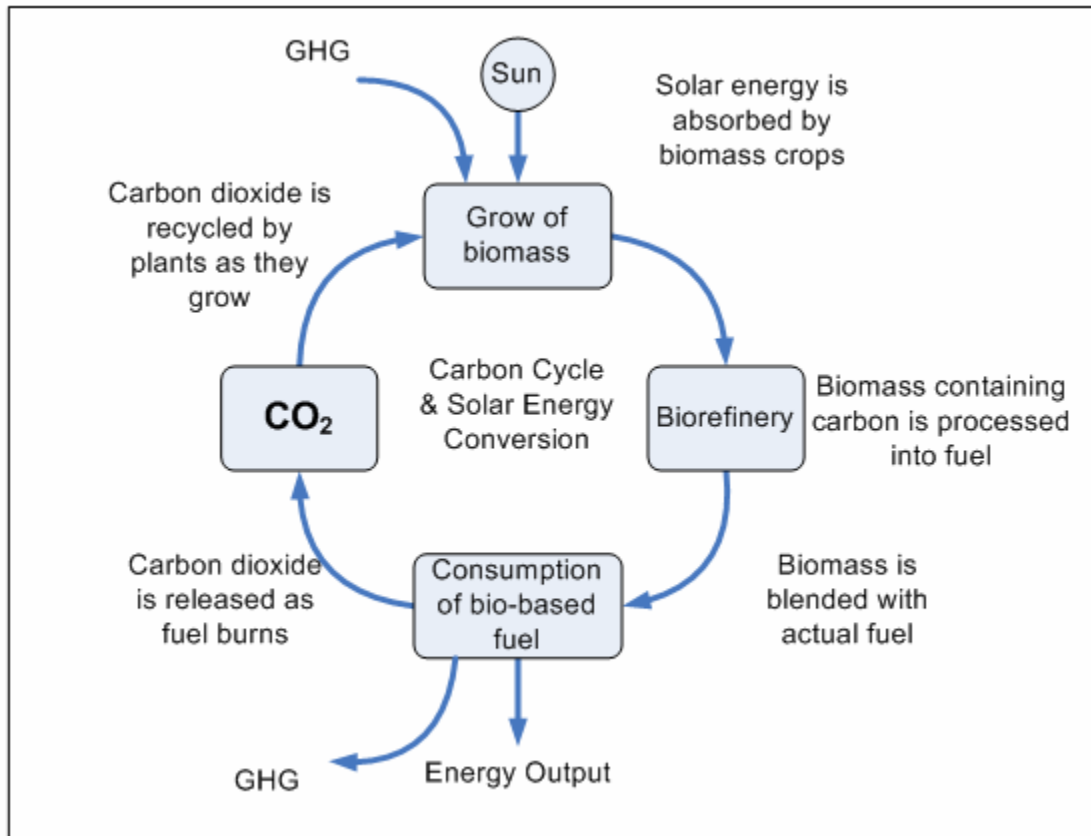 GHG
Sun
Solar energy is
absorbed by
biomass crops
Carbon dioxide is
recycled by
plants as they
grow
Grow of
biomass
Carbon Cycle
& Solar Energy
Conversion
CO₂
Biorefinery
Biomass containing
carbon is processed
into fuel
Carbon dioxide
is released as
fuel burns
Consumption
of bio-based
fuel
Biomass is
blended with
actual fuel
GHG
Energy Output